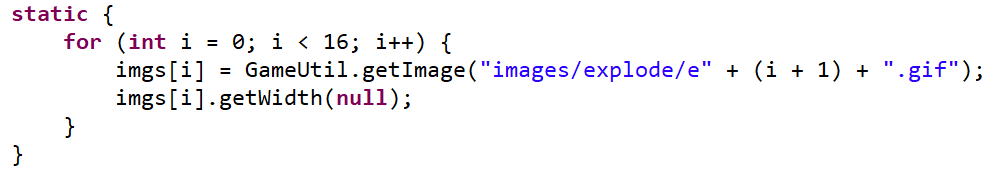 static {
    for (int i = 0; i < 16; i++) {
        imgs[i] = GameUtil.getImage("images/explode/e" + (i + 1) + ".gif");
        imgs[i].getWidth(null);
    }
}